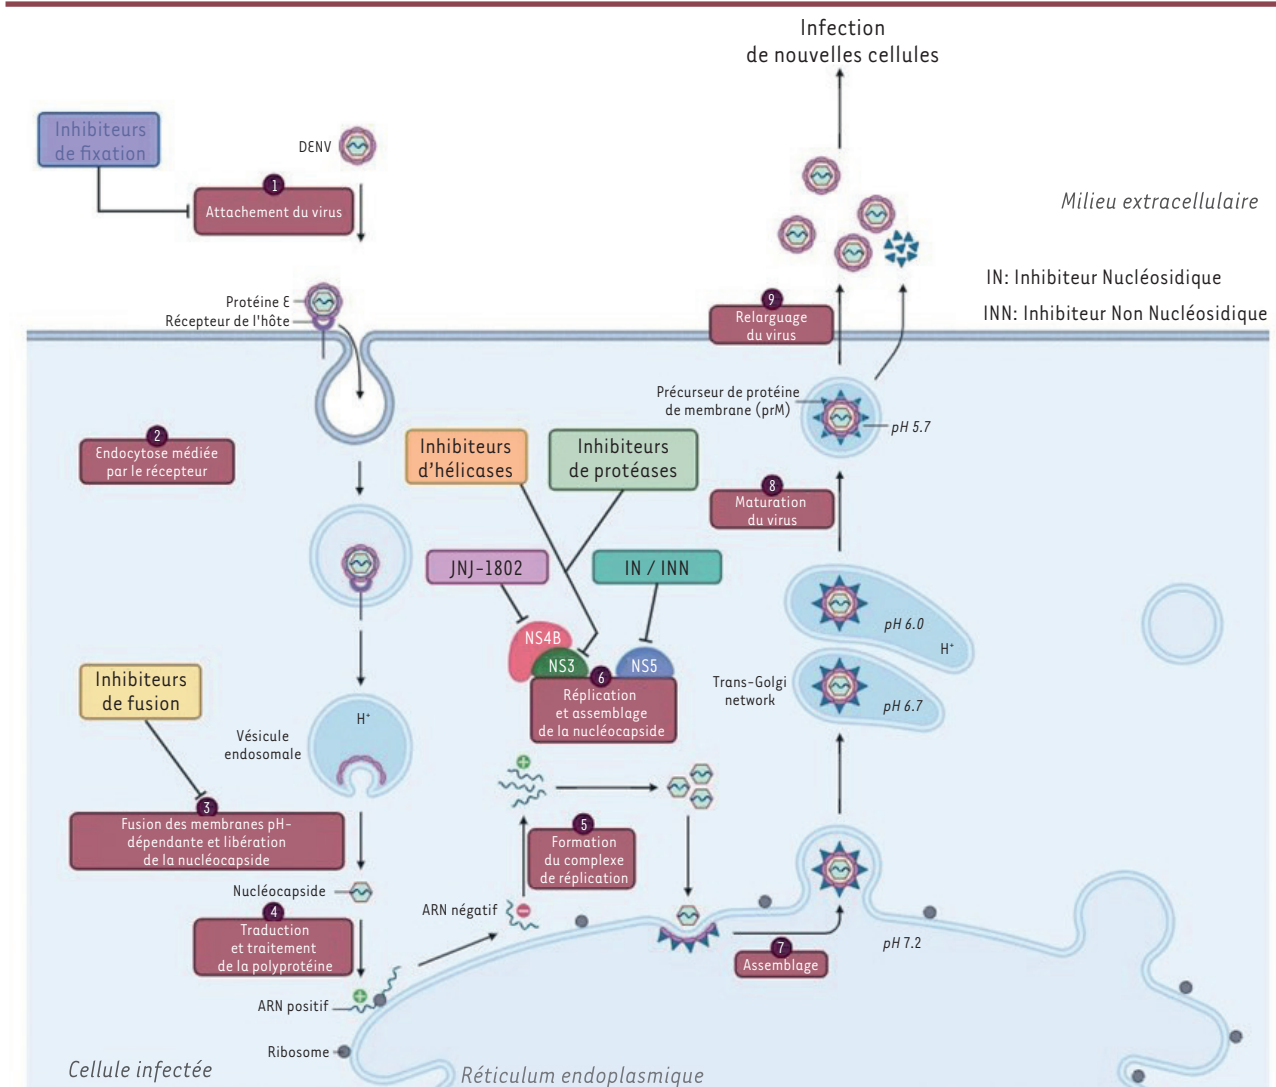 Infection
de nouvelles cellules
Inhibiteurs
de fixation
DENV
1
Attachement du virus
Milieu extracellulaire
Protéine E
Récepteur de l'hôte
IN: Inhibiteur Nucléosidique
INN: Inhibiteur Non Nucléosidique
9
Relarguage
du virus
Précurseur de protéine
de membrane (prM)
pH 5.7
2
Endocytose médiée
par le récepteur
Inhibiteurs
d'hélicases
Inhibiteurs
de protéases
8
Maturation
du virus
JNJ-1802
IN / INN
NS4B
NS3
NS5
6
Réplication
et assemblage
de la nucléocapside
pH 6.0
H+
Trans-Golgi
network
pH 6.7
Inhibiteurs
de fusion
H+
Vésicule
endosomale
3
Fusion des membranes pH-
dépendante et libération
de la nucléocapside
+
5
Formation
du complexe
de réplication
Nucléocapside
4
Traduction
et traitement
de la polyprotéine
ARN négatif
−
7
Assemblage
pH 7.2
+
ARN positif
Ribosome
Cellule infectée
Réticulum endoplasmique